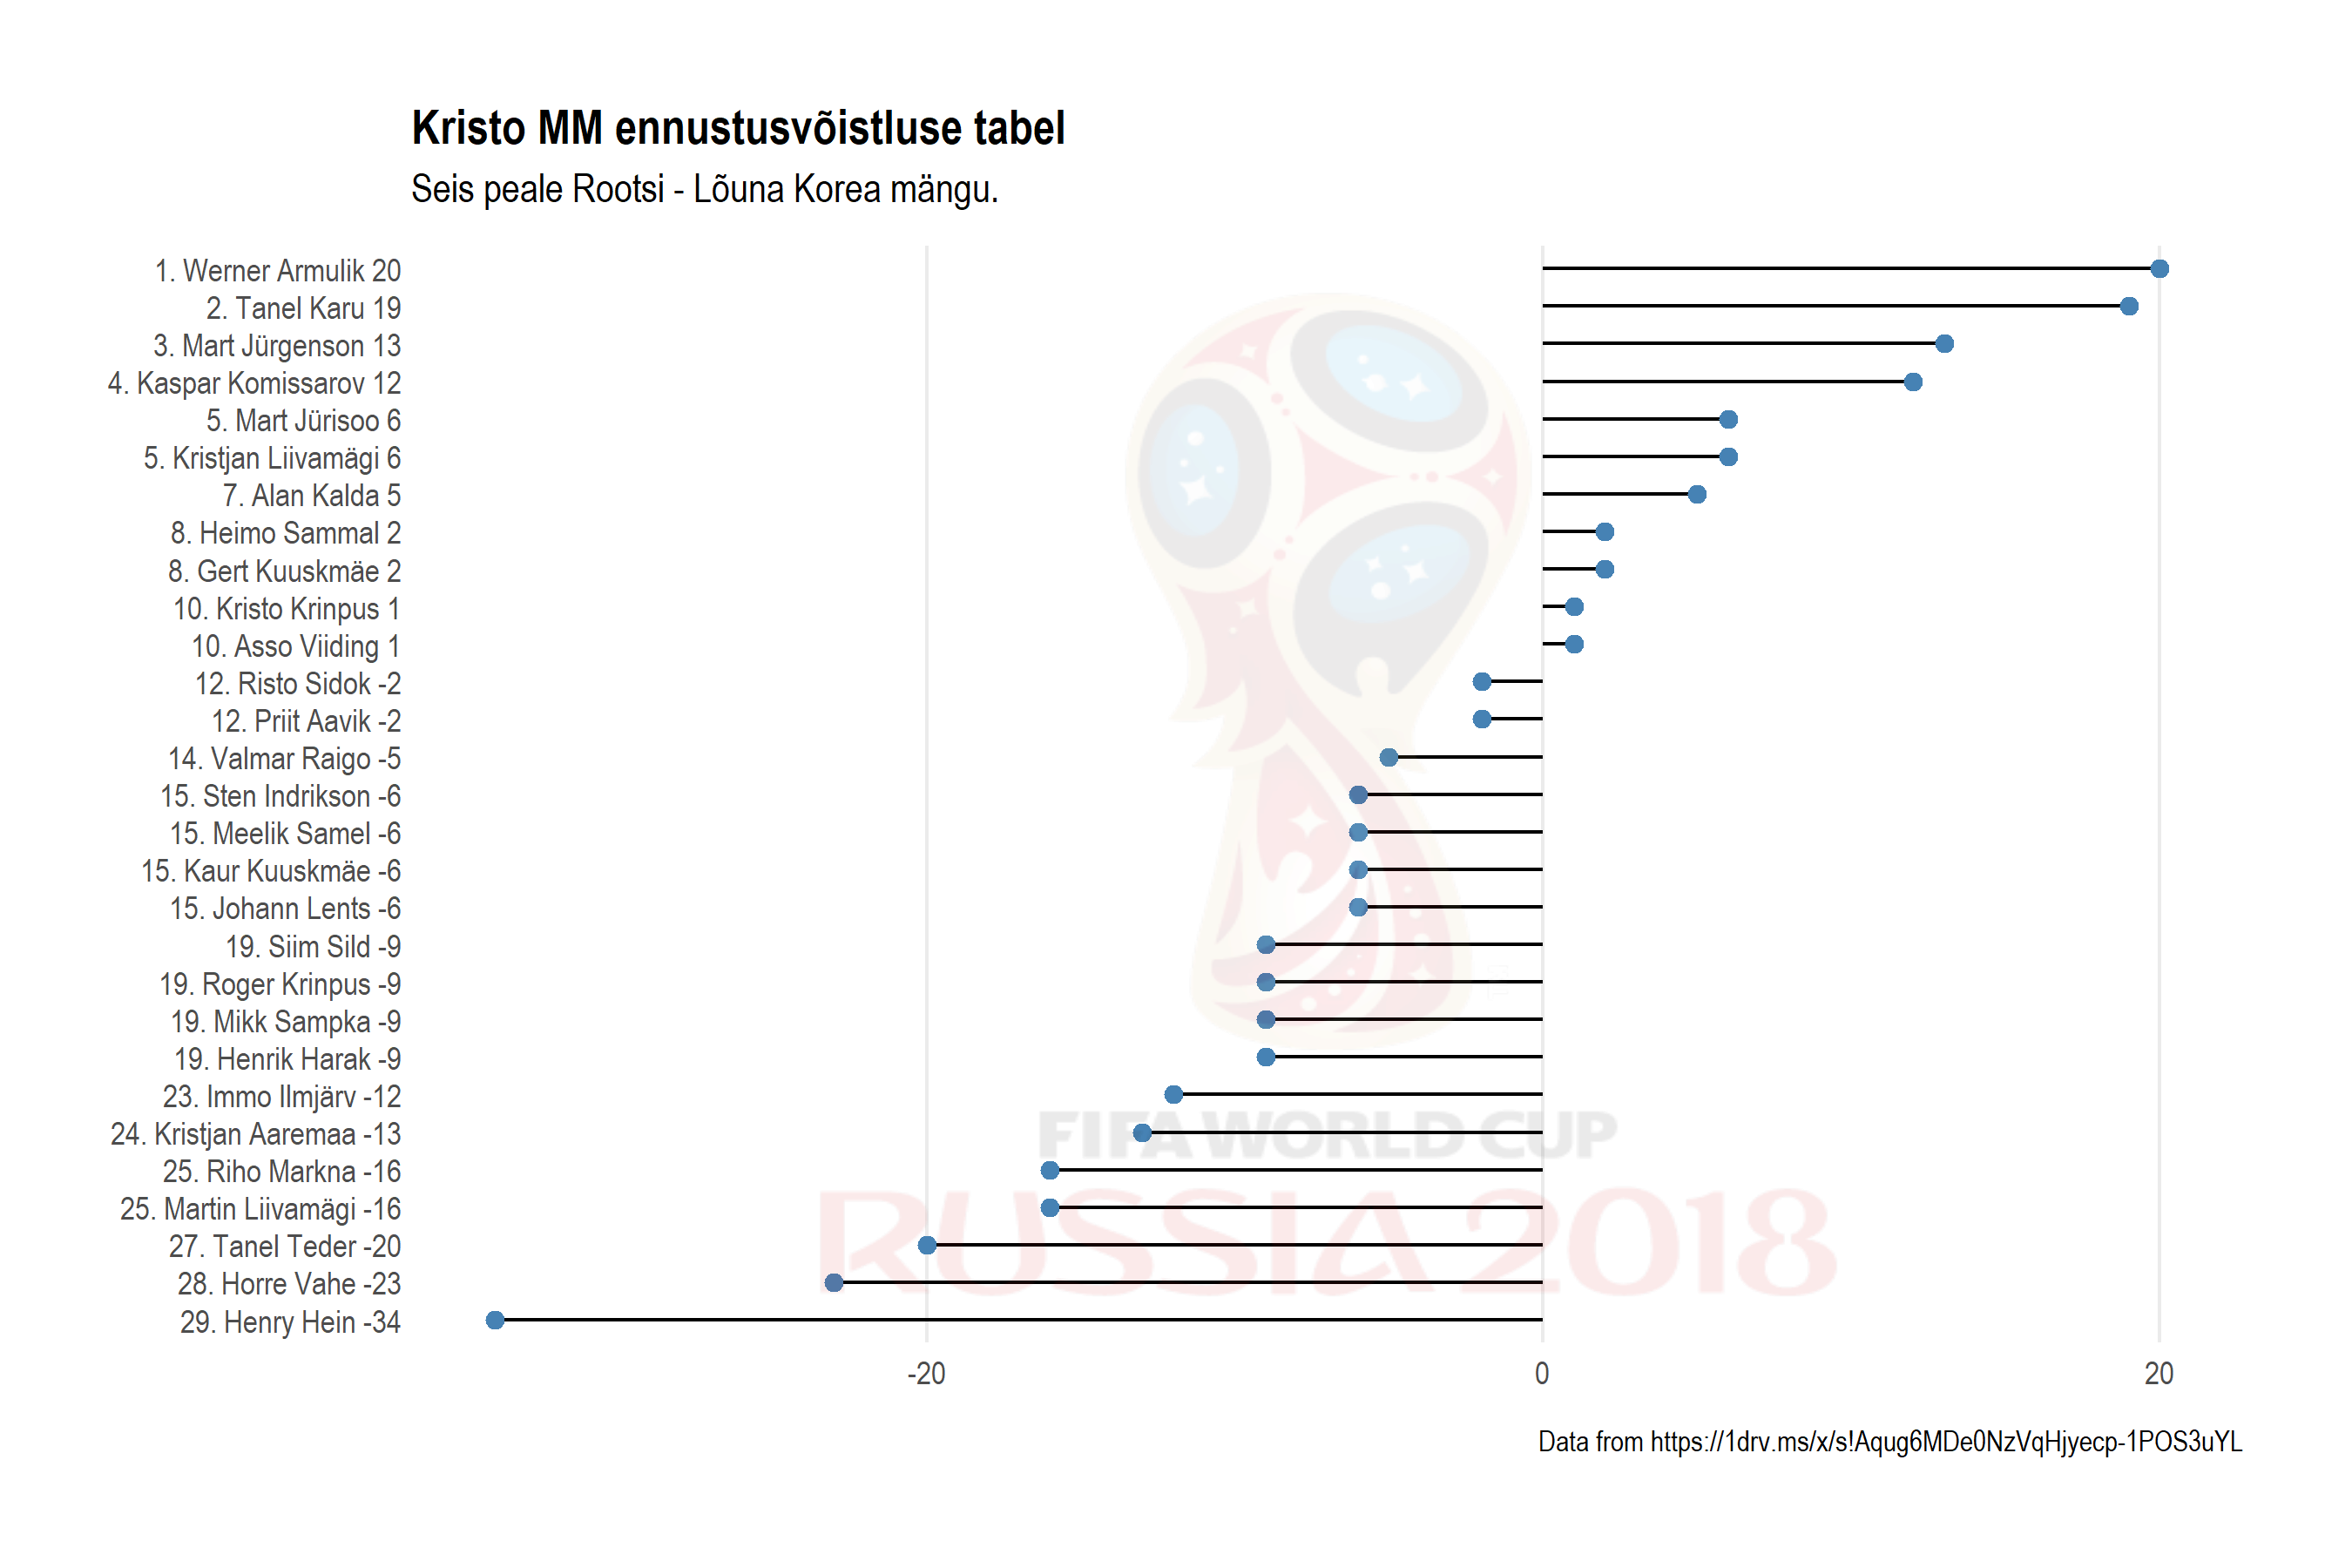 Kristo MM ennustusvõistluse tabel
Seis peale Rootsi - Lõuna Korea mängu.
1. Werner Armulik 20
2. Tanel Karu 19
3. Mart Jürgenson 13
4. Kaspar Komissarov 12
5. Mart Jürisoo 6
5. Kristjan Liivamägi 6
7. Alan Kalda 5
8. Heimo Sammal 2
8. Gert Kuuskmäe 2
10. Kristo Krinpus 1
10. Asso Viiding 1
12. Risto Sidok -2
12. Priit Aavik -2
14. Valmar Raigo -5
15. Sten Indrikson -6
15. Meelik Samel -6
15. Kaur Kuuskmäe -6
15. Johann Lents -6
19. Siim Sild -9
19. Roger Krinpus -9
19. Mikk Sampka -9
19. Henrik Harak -9
23. Immo Ilmjärv -12
24. Kristjan Aaremaa -13
25. Riho Markna -16
25. Martin Liivamägi -16
27. Tanel Teder -20
28. Horre Vahe -23
29. Henry Hein -34
FIFA WORLD CUP
RUSSIA 2018
-20 0 20
Data from https://1drv.ms/x/s!Aqug6MDe0NzVqHjyecp-1POS3uYL